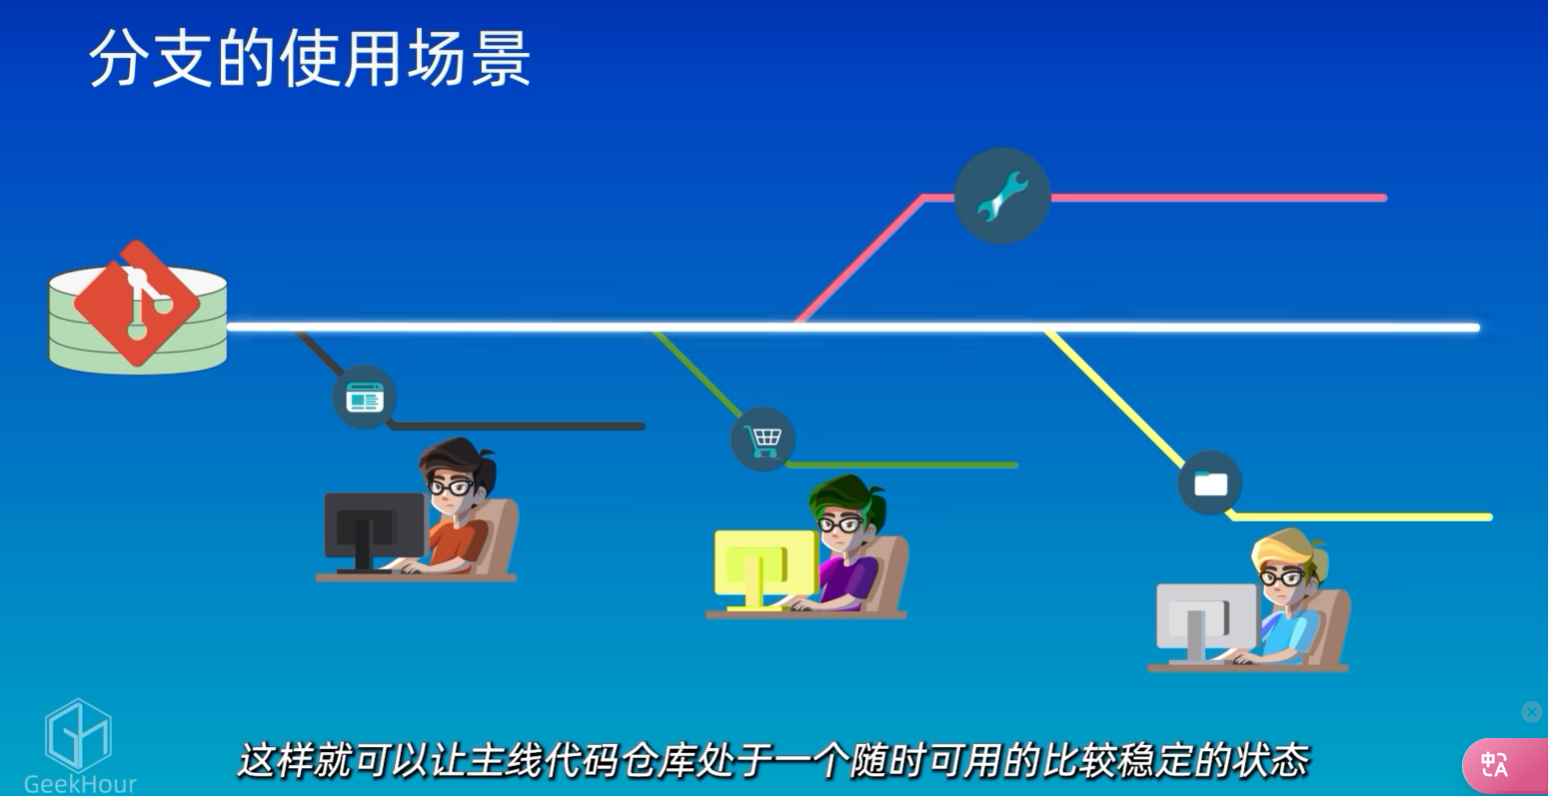 分支的使用场景
这样就可以让主线代码仓库处于一个随时可用的比较稳定的状态
GeekHour
中
A